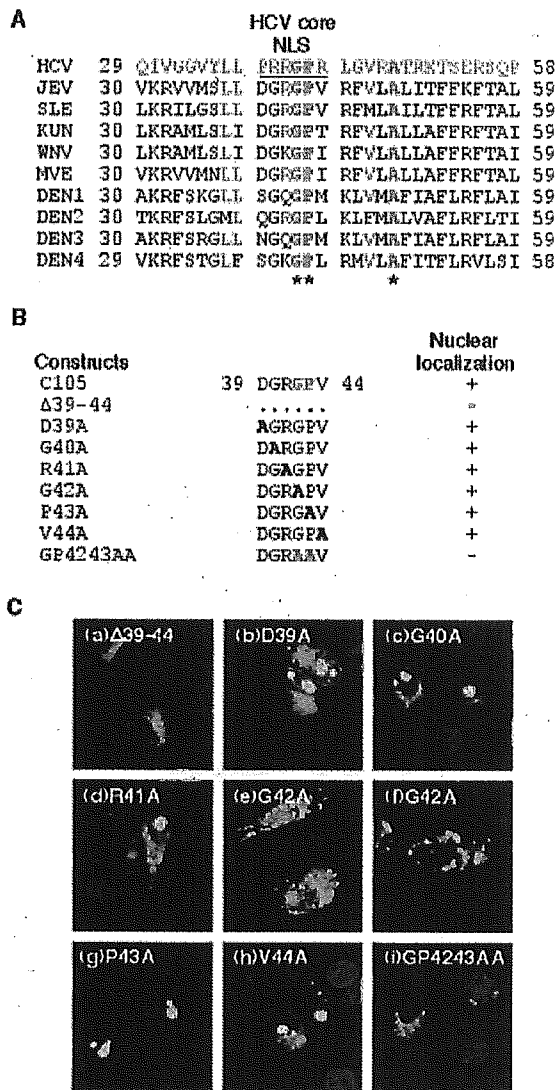 A
HCV core
NLS
HCV 29 QIVGGVYLL PRRGPR LGVRATRKTSERSQP 58
JEV 30 VKRVVMSLL DGRGPV RFVLALITFFKFTAL 59
SLE 30 LKRILGSLI DGRGPV RFMLAILTFFRFTAL 59
KUN 30 LKRAMLSLI DGRGPT RFVLALLAFFRFTAI 59
WNV 30 LKRAMLSLI DGKGPI RFVLALLAFFRFTAI 59
MVE 30 VKRVVMNLL DGRGPI RFVLALLAFFRFTAL 59
DEN1 30 AKRFSKGLL SGQGPM KLVMAFIAFLRFLAI 59
DEN2 30 TKRFSLGML QGRGPL KLFMALVAFLRFLTI 59
DEN3 30 AKRFSRGLL NGQGPM KLVMAFIAFLRFLAI 59
DEN4 29 VKRFSTGLF SGKGPL RMVLAFITFLRVLSI 58
** *
B
Constructs
Nuclear
localization
C105 39 DGRGPV 44 +
Δ39-44 ...... -
D39A AGRGPV +
G40A DARGPV +
R41A DGAGPV +
G42A DGRAPV +
P43A DGRGAV +
V44A DGRGPA +
GP4243AA DGRAAV -
C
(a)Δ39-44 (b)D39A (c)G40A
(d)R41A (e)G42A (f)G42A
(g)P43A (h)V44A (i)GP4243AA